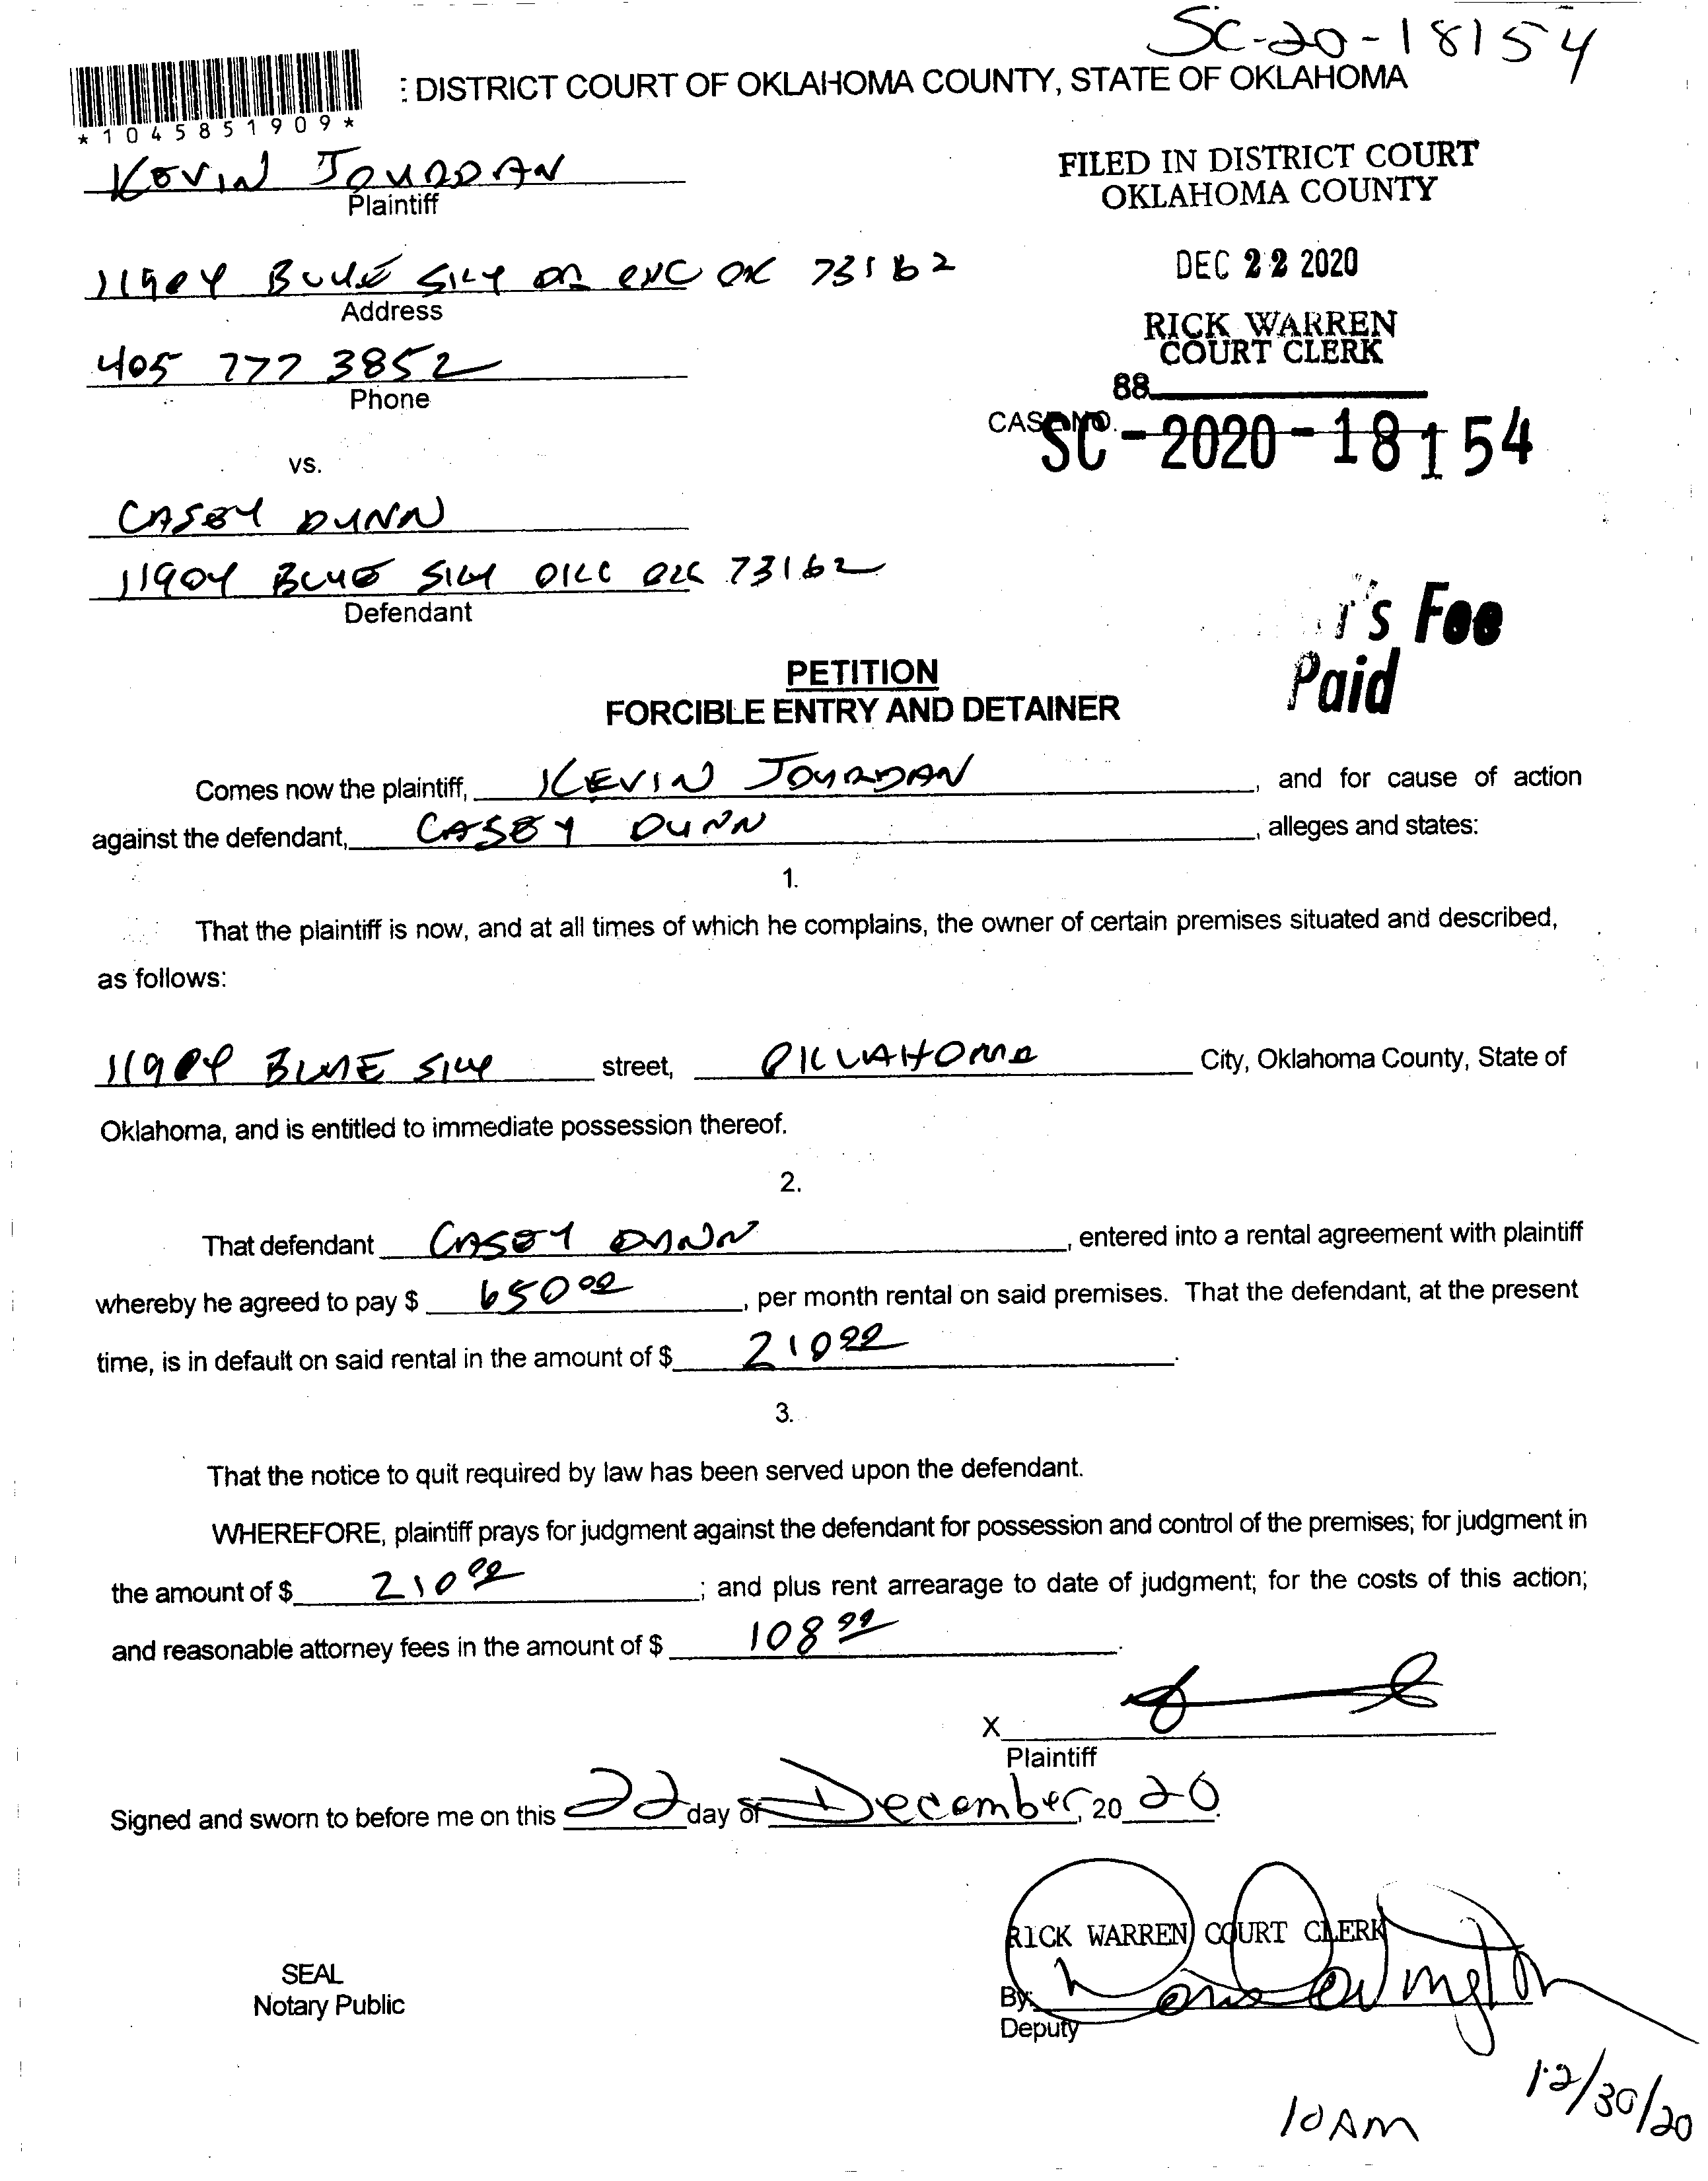 SC-20-18154
: DISTRICT COURT OF OKLAHOMA COUNTY, STATE OF OKLAHOMA
*1045851909*
KEVIN JOURDAN
Plaintiff
FILED IN DISTRICT COURT
OKLAHOMA COUNTY
11904 BLUE SKY DR OKC OK 73162
Address
DEC 22 2020
RICK WARREN
COURT CLERK
405 777 3852
Phone
88
CASE NO.
SC-2020-18154
vs.
CASEY DUNN
11904 BLUE SKY OKC OK 73162
Defendant
r's Fee
Paid
PETITION
FORCIBLE ENTRY AND DETAINER
Comes now the plaintiff, KEVIN JOURDAN, and for cause of action
against the defendant, CASEY DUNN, alleges and states:
1.
That the plaintiff is now, and at all times of which he complains, the owner of certain premises situated and described,
as follows:
11904 BLUE SKY street, OKLAHOMA City, Oklahoma County, State of
Oklahoma, and is entitled to immediate possession thereof.
2.
That defendant CASEY DUNN, entered into a rental agreement with plaintiff
whereby he agreed to pay $ 650 00, per month rental on said premises. That the defendant, at the present
time, is in default on said rental in the amount of $ 210 00.
3.
That the notice to quit required by law has been served upon the defendant.
WHEREFORE, plaintiff prays for judgment against the defendant for possession and control of the premises; for judgment in
the amount of $ 210 00; and plus rent arrearage to date of judgment; for the costs of this action;
and reasonable attorney fees in the amount of $ 108 00.
X
Plaintiff
Signed and sworn to before me on this 22 day of December, 20 20.
RICK WARREN COURT CLERK
SEAL
Notary Public
By:
Deputy
12/30/20
10 AM